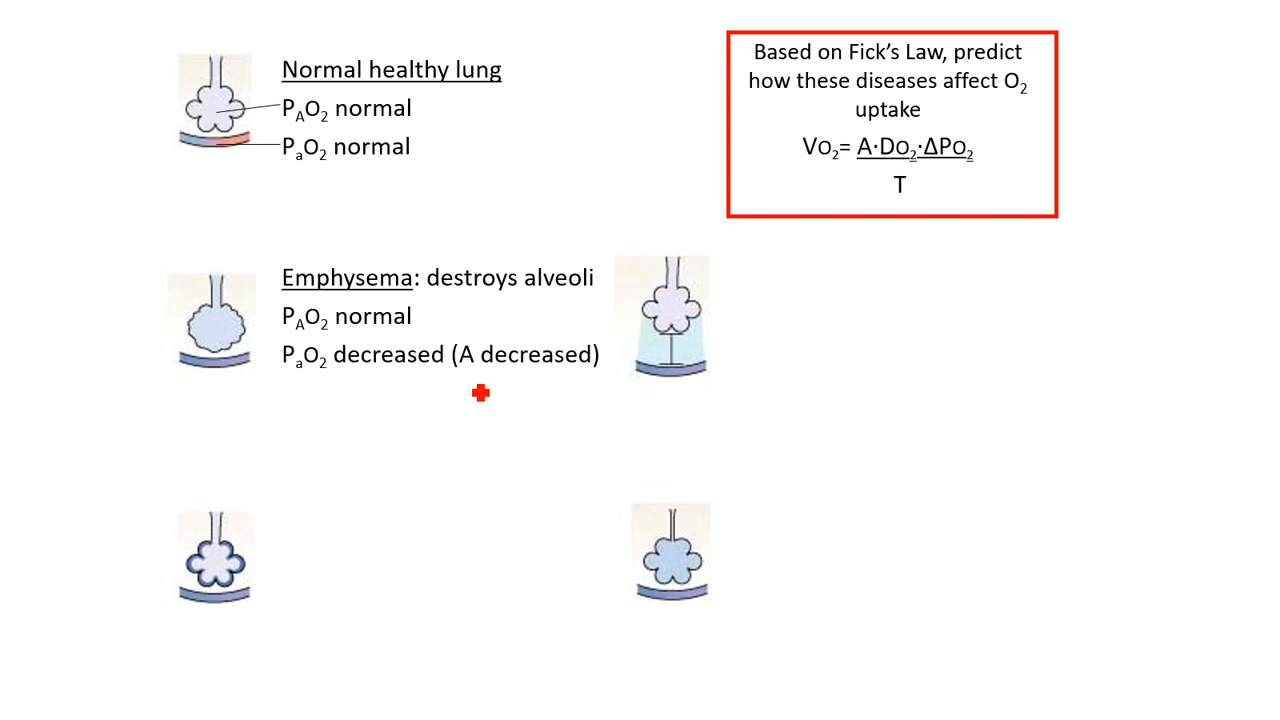 Normal healthy lung
PAO2 normal
PaO2 normal
Based on Fick’s Law, predict
how these diseases affect O2
uptake
VO2= A·DO2·ΔPO2
T
Emphysema: destroys alveoli
PAO2 normal
PaO2 decreased (A decreased)